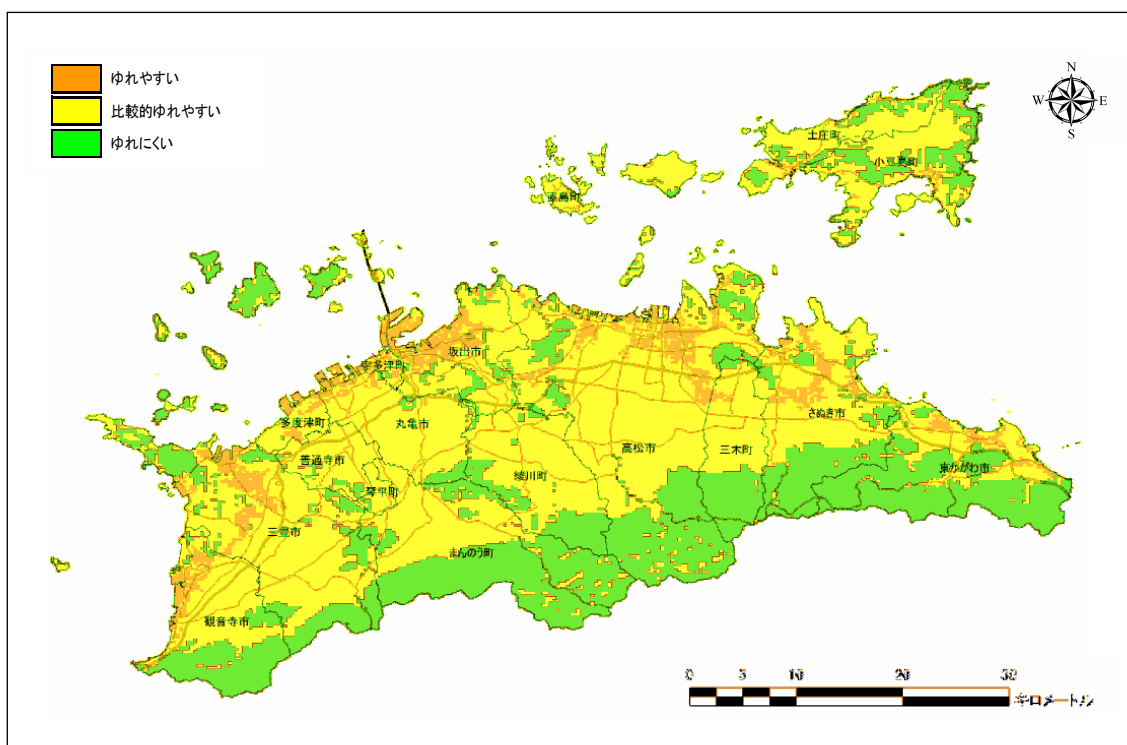 ゆれやすい
比較的ゆれやすい
ゆれにくい
N
W
E
S
土庄町
小豆島町
直島町
坂出市
宇多津町
多度津町
丸亀市
さぬき市
善通寺市
高松市
三木町
綾川町
琴平町
東かがわ市
三豊市
まんのう町
観音寺市
0 5 10 20 30
キロメートル